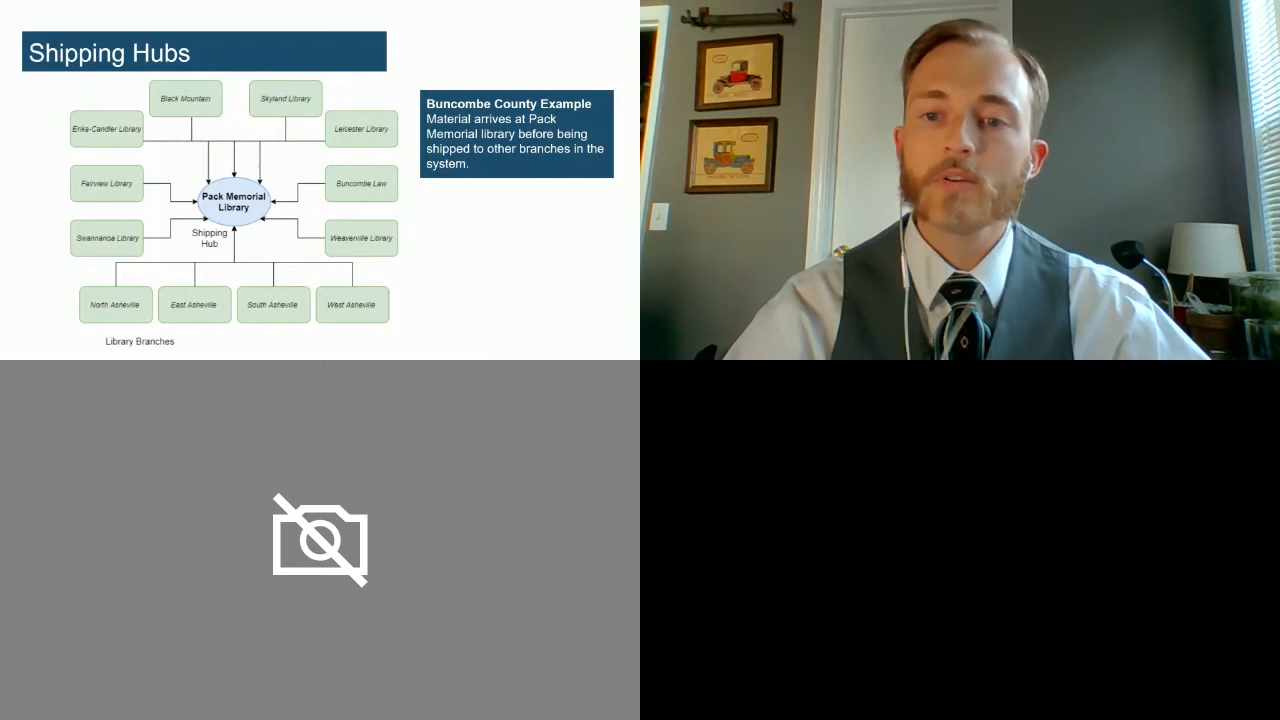 Shipping Hubs
Black Mountain
Skyland Library
Enka-Candler Library
Leicester Library
Buncombe County Example
Material arrives at Pack
Memorial library before being
shipped to other branches in the
system.
Fairview Library
Buncombe Law
Pack Memorial
Library
Swannanoa Library
Shipping
Hub
Weaverville Library
North Asheville
East Asheville
South Asheville
West Asheville
Library Branches